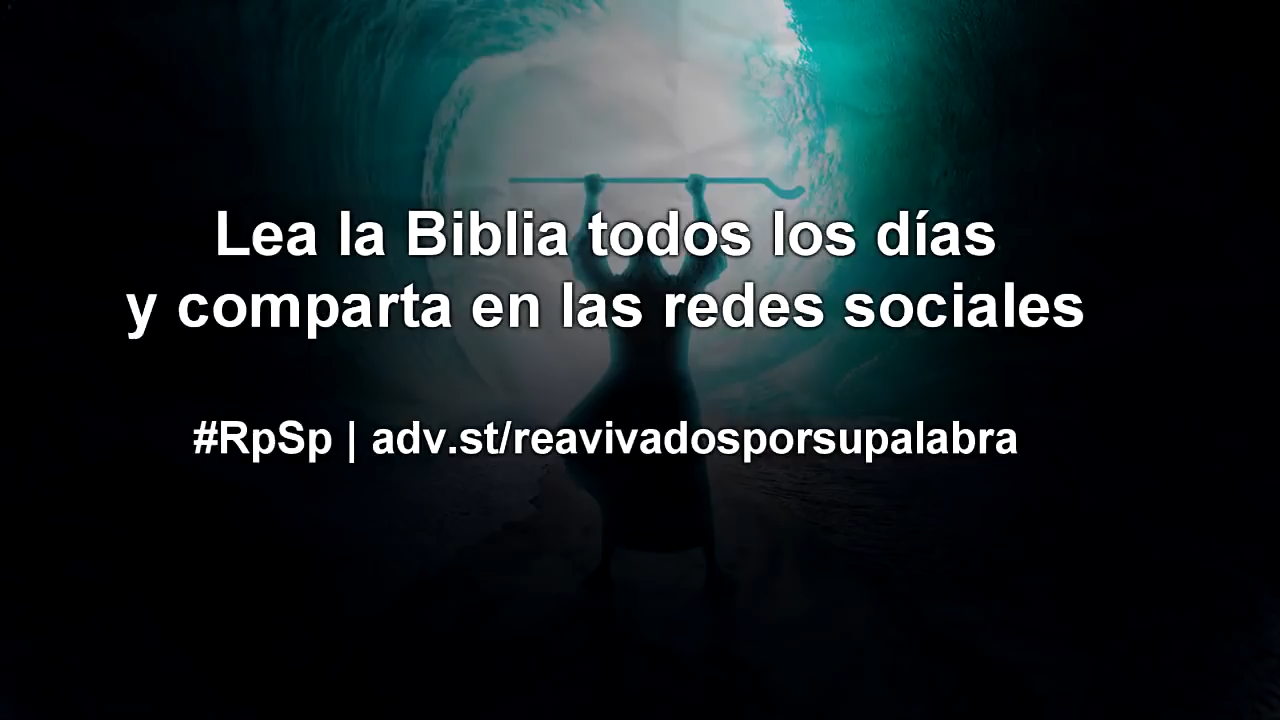 Lea la Biblia todos los días
y comparta en las redes sociales
#RpSp | adv.st/reavivadosporsupalabra